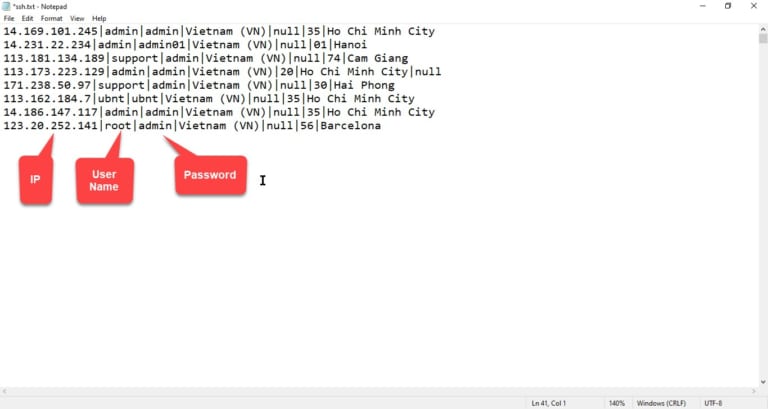 *ssh.txt - Notepad
File Edit Format View Help
14.169.101.245|admin|admin|Vietnam (VN)|null|35|Ho Chi Minh City
14.231.22.234|admin|admin01|Vietnam (VN)|null|01|Hanoi
113.181.134.189|support|admin|Vietnam (VN)|null|74|Cam Giang
113.173.223.129|admin|admin|Vietnam (VN)|20|Ho Chi Minh City|null
171.238.50.97|support|admin|Vietnam (VN)|null|30|Hai Phong
113.162.184.7|ubnt|ubnt|Vietnam (VN)|null|35|Ho Chi Minh City
14.186.147.117|admin|admin|Vietnam (VN)|null|35|Ho Chi Minh City
123.20.252.141|root|admin|Vietnam (VN)|null|56|Barcelona
IP
User
Name
Password
Ln 41, Col 1 140% Windows (CRLF) UTF-8